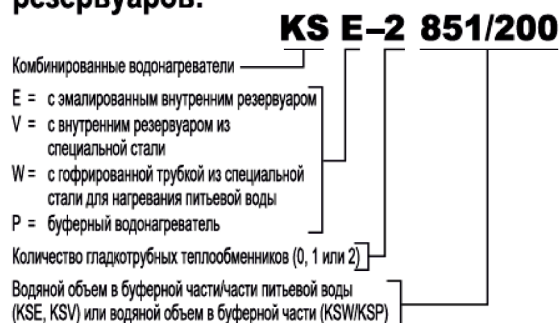 резервуаров.
KS E–2 851/200
Комбинированные водонагреватели
E = с эмалированным внутренним резервуаром
V = с внутренним резервуаром из
специальной стали
W = с гофрированной трубкой из специальной
стали для нагревания питьевой воды
P = буферный водонагреватель
Количество гладкотрубных теплообменников (0, 1 или 2)
Водяной объем в буферной части/части питьевой воды
(KSE, KSV) или водяной объем в буферной части (KSW/KSP)